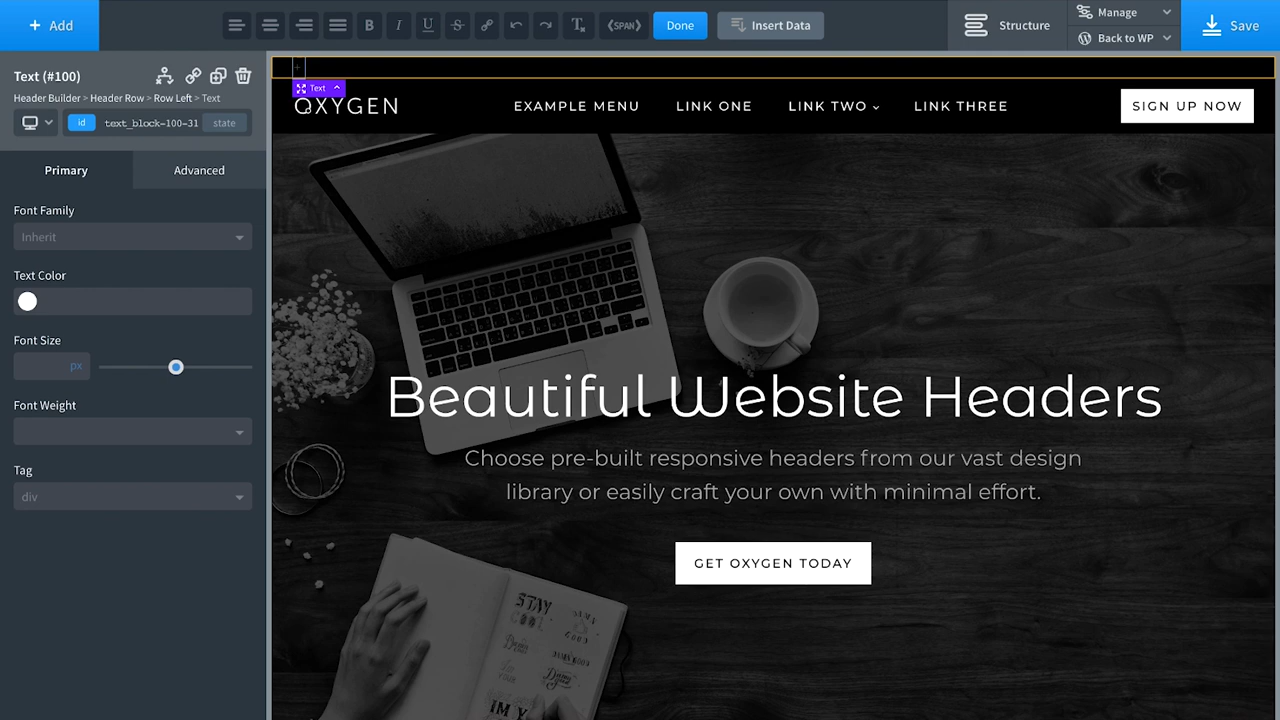 + Add
B I U S T <SPAN> Done Insert Data
Structure
Manage
Back to WP
Save
Text (#100)
Header Builder > Header Row > Row Left > Text
id text_block-100-31 state
Primary Advanced
Font Family
Inherit
Text Color
Font Size
px
Font Weight
Tag
div
Text
OXYGEN EXAMPLE MENU LINK ONE LINK TWO LINK THREE SIGN UP NOW
Beautiful Website Headers
Choose pre-built responsive headers from our vast design
library or easily craft your own with minimal effort.
GET OXYGEN TODAY
STAY
COOL